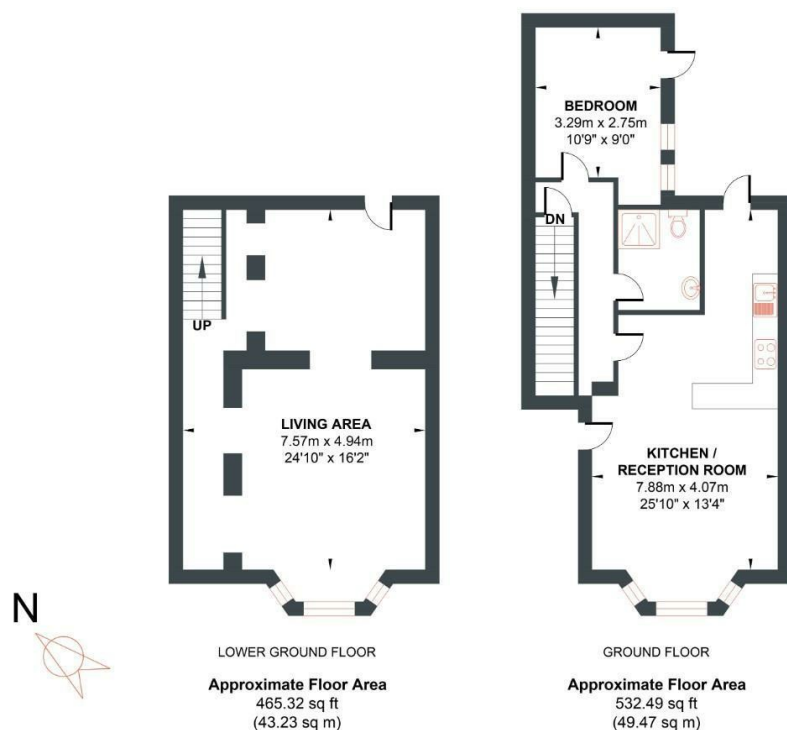 BEDROOM
3.29m x 2.75m
10'9" x 9'0"
DN
UP
LIVING AREA
7.57m x 4.94m
24'10" x 16'2"
KITCHEN /
RECEPTION ROOM
7.88m x 4.07m
25'10" x 13'4"
N
LOWER GROUND FLOOR
Approximate Floor Area
465.32 sq ft
(43.23 sq m)
GROUND FLOOR
Approximate Floor Area
532.49 sq ft
(49.47 sq m)